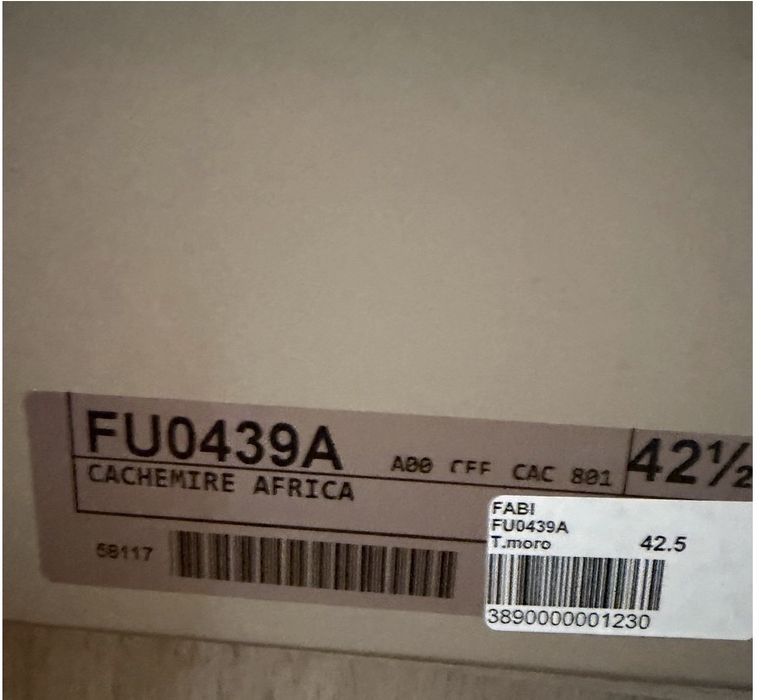 FU0439A A00 CFF CAC 801 42½
CACHEMIRE AFRICA
58117
FABI
FU0439A
T.moro 42.5
3890000001230